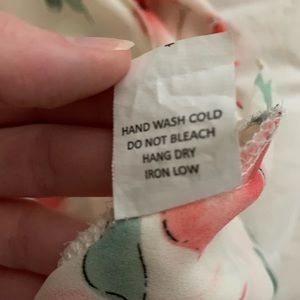 HAND WASH COLD
DO NOT BLEACH
HANG DRY
IRON LOW